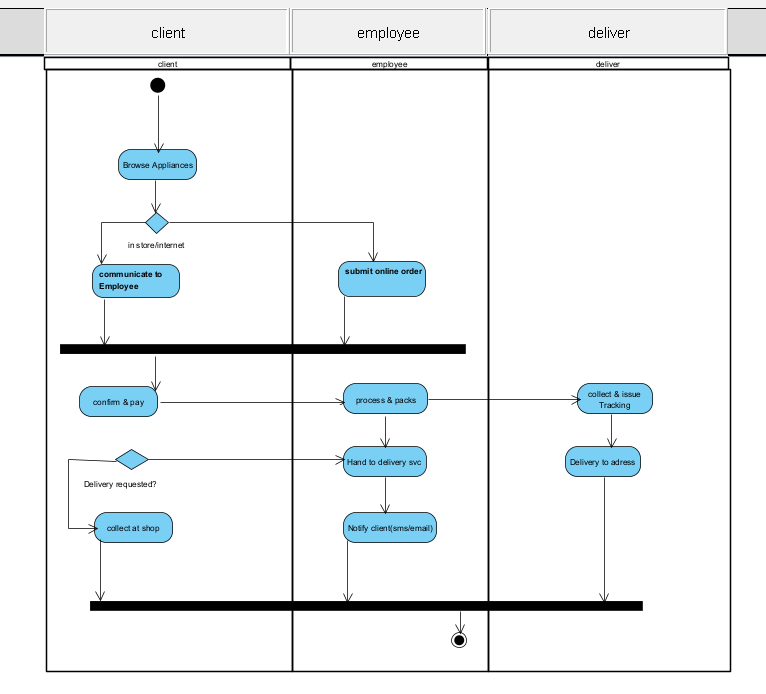 client
employee
deliver
client
employee
deliver
Browse Appliances
in store/internet
communicate to
Employee
submit online order
confirm & pay
process & packs
collect & issue
Tracking
Hand to delivery svc
Delivery to adress
Delivery requested?
collect at shop
Notify client(sms/email)